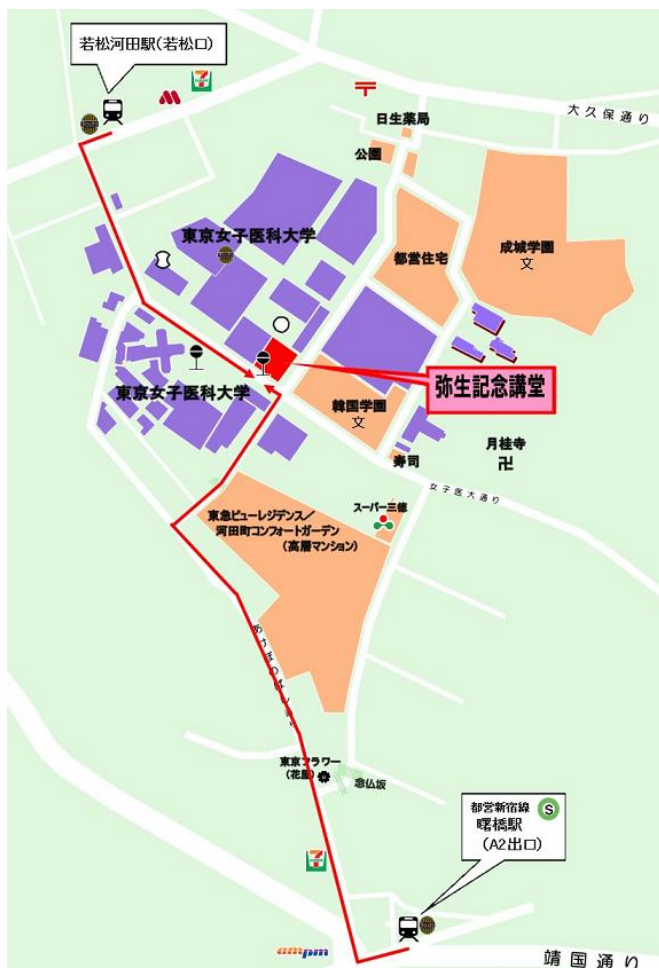 若松河田駅(若松口)
大久保通り
日生薬局
公園
東京女子医科大学
都営住宅
成城学園
文
弥生記念講堂
東京女子医科大学
韓国学園
文
寿司
月桂寺
卍
女子医大通り
スーパー三徳
東急ビューレジデンス/
河田町コンフォートガーデン
(高層マンション)
東京フラワー
(花屋)
念仏坂
都営新宿線 S
曙橋駅
(A2出口)
ampm
靖国通り